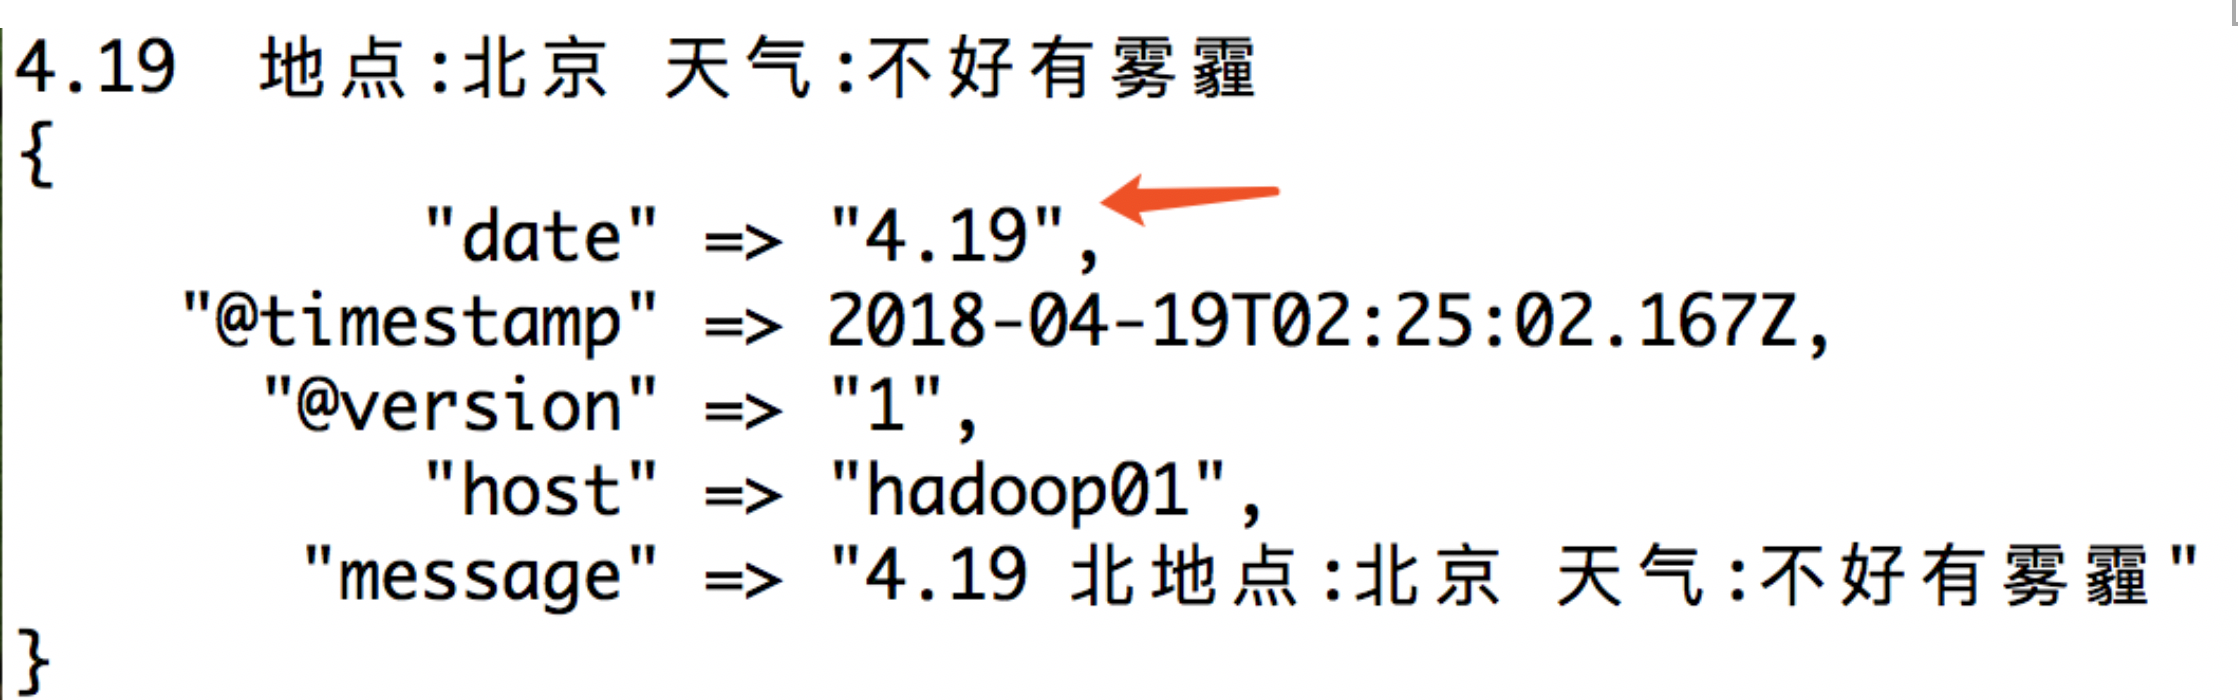 4.19  地点:北京 天气:不好有雾霾
{
          "date" => "4.19",
    "@timestamp" => 2018-04-19T02:25:02.167Z,
      "@version" => "1",
          "host" => "hadoop01",
       "message" => "4.19 北地点:北京 天气:不好有雾霾"
}